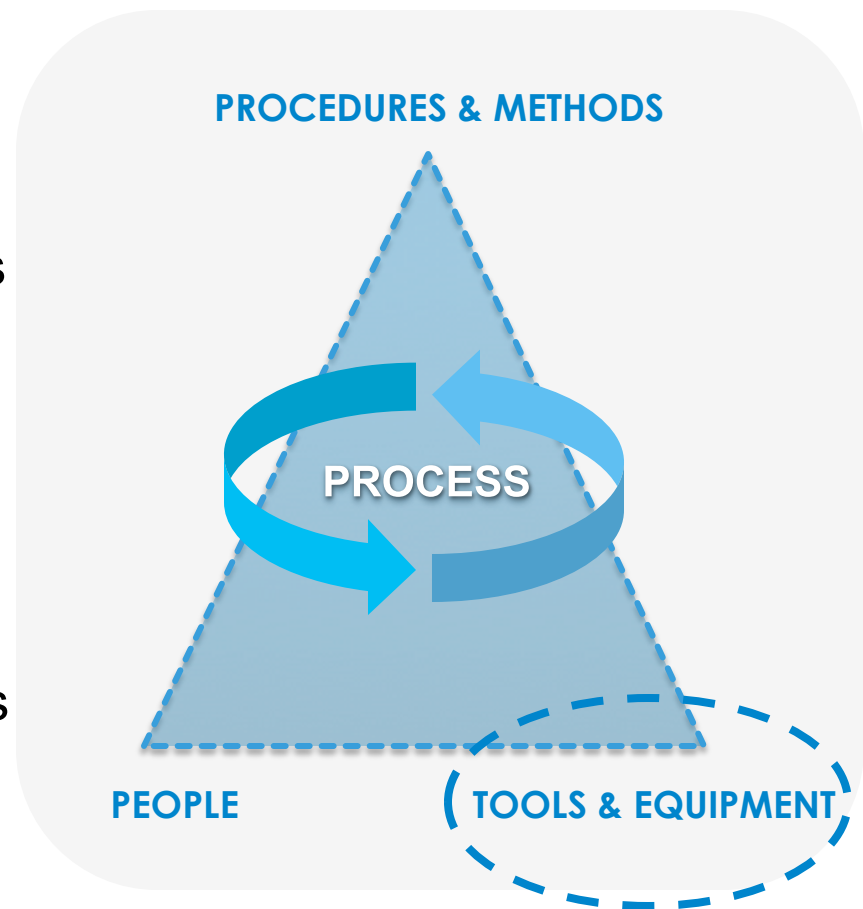 PROCEDURES & METHODS
s
PROCESS
s
PEOPLE
TOOLS & EQUIPMENT